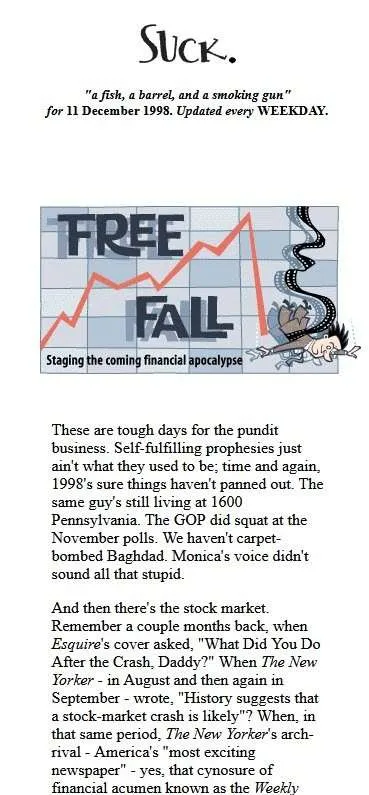 SUCK.
"a fish, a barrel, and a smoking gun"
for 11 December 1998. Updated every WEEKDAY.
FREE
FALL
Staging the coming financial apocalypse
These are tough days for the pundit
business. Self-fulfilling prophesies just
ain't what they used to be; time and again,
1998's sure things haven't panned out. The
same guy's still living at 1600
Pennsylvania. The GOP did squat at the
November polls. We haven't carpet-
bombed Baghdad. Monica's voice didn't
sound all that stupid.
And then there's the stock market.
Remember a couple months back, when
Esquire's cover asked, "What Did You Do
After the Crash, Daddy?" When The New
Yorker - in August and then again in
September - wrote, "History suggests that
a stock-market crash is likely"? When, in
that same period, The New Yorker's arch-
rival - America's "most exciting
newspaper" - yes, that cynosure of
financial acumen known as the Weekly